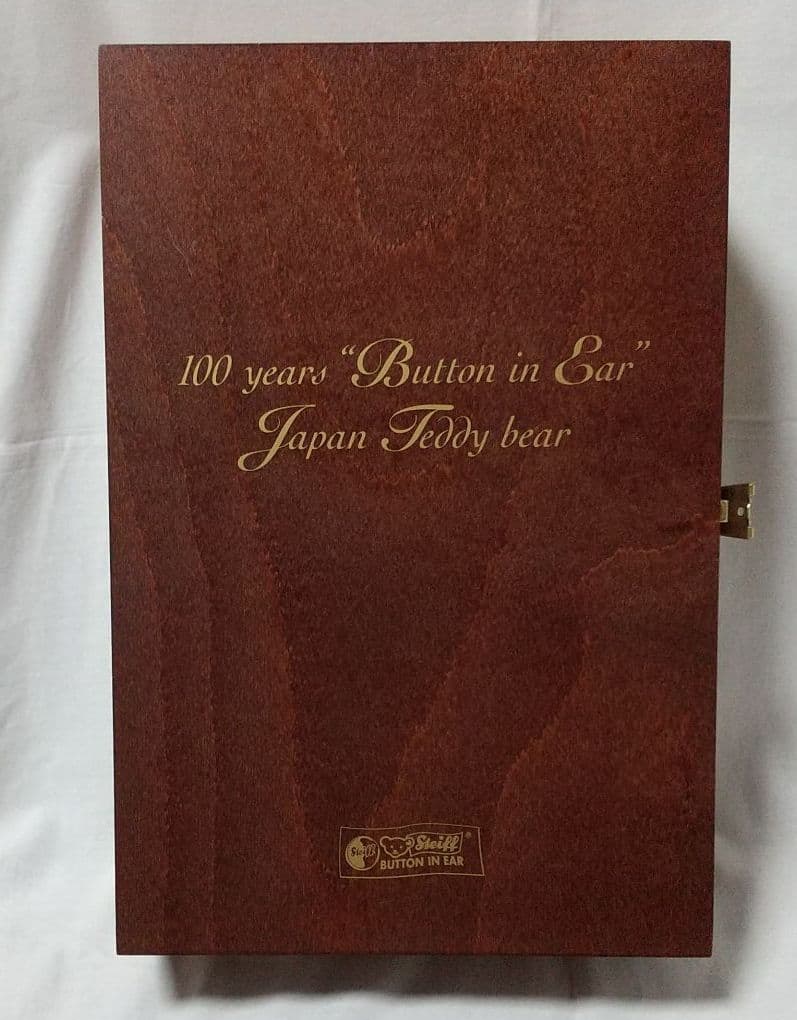 100 years “Button in Ear”
Japan Teddy bear
Steiff Steiff®
BUTTON IN EAR